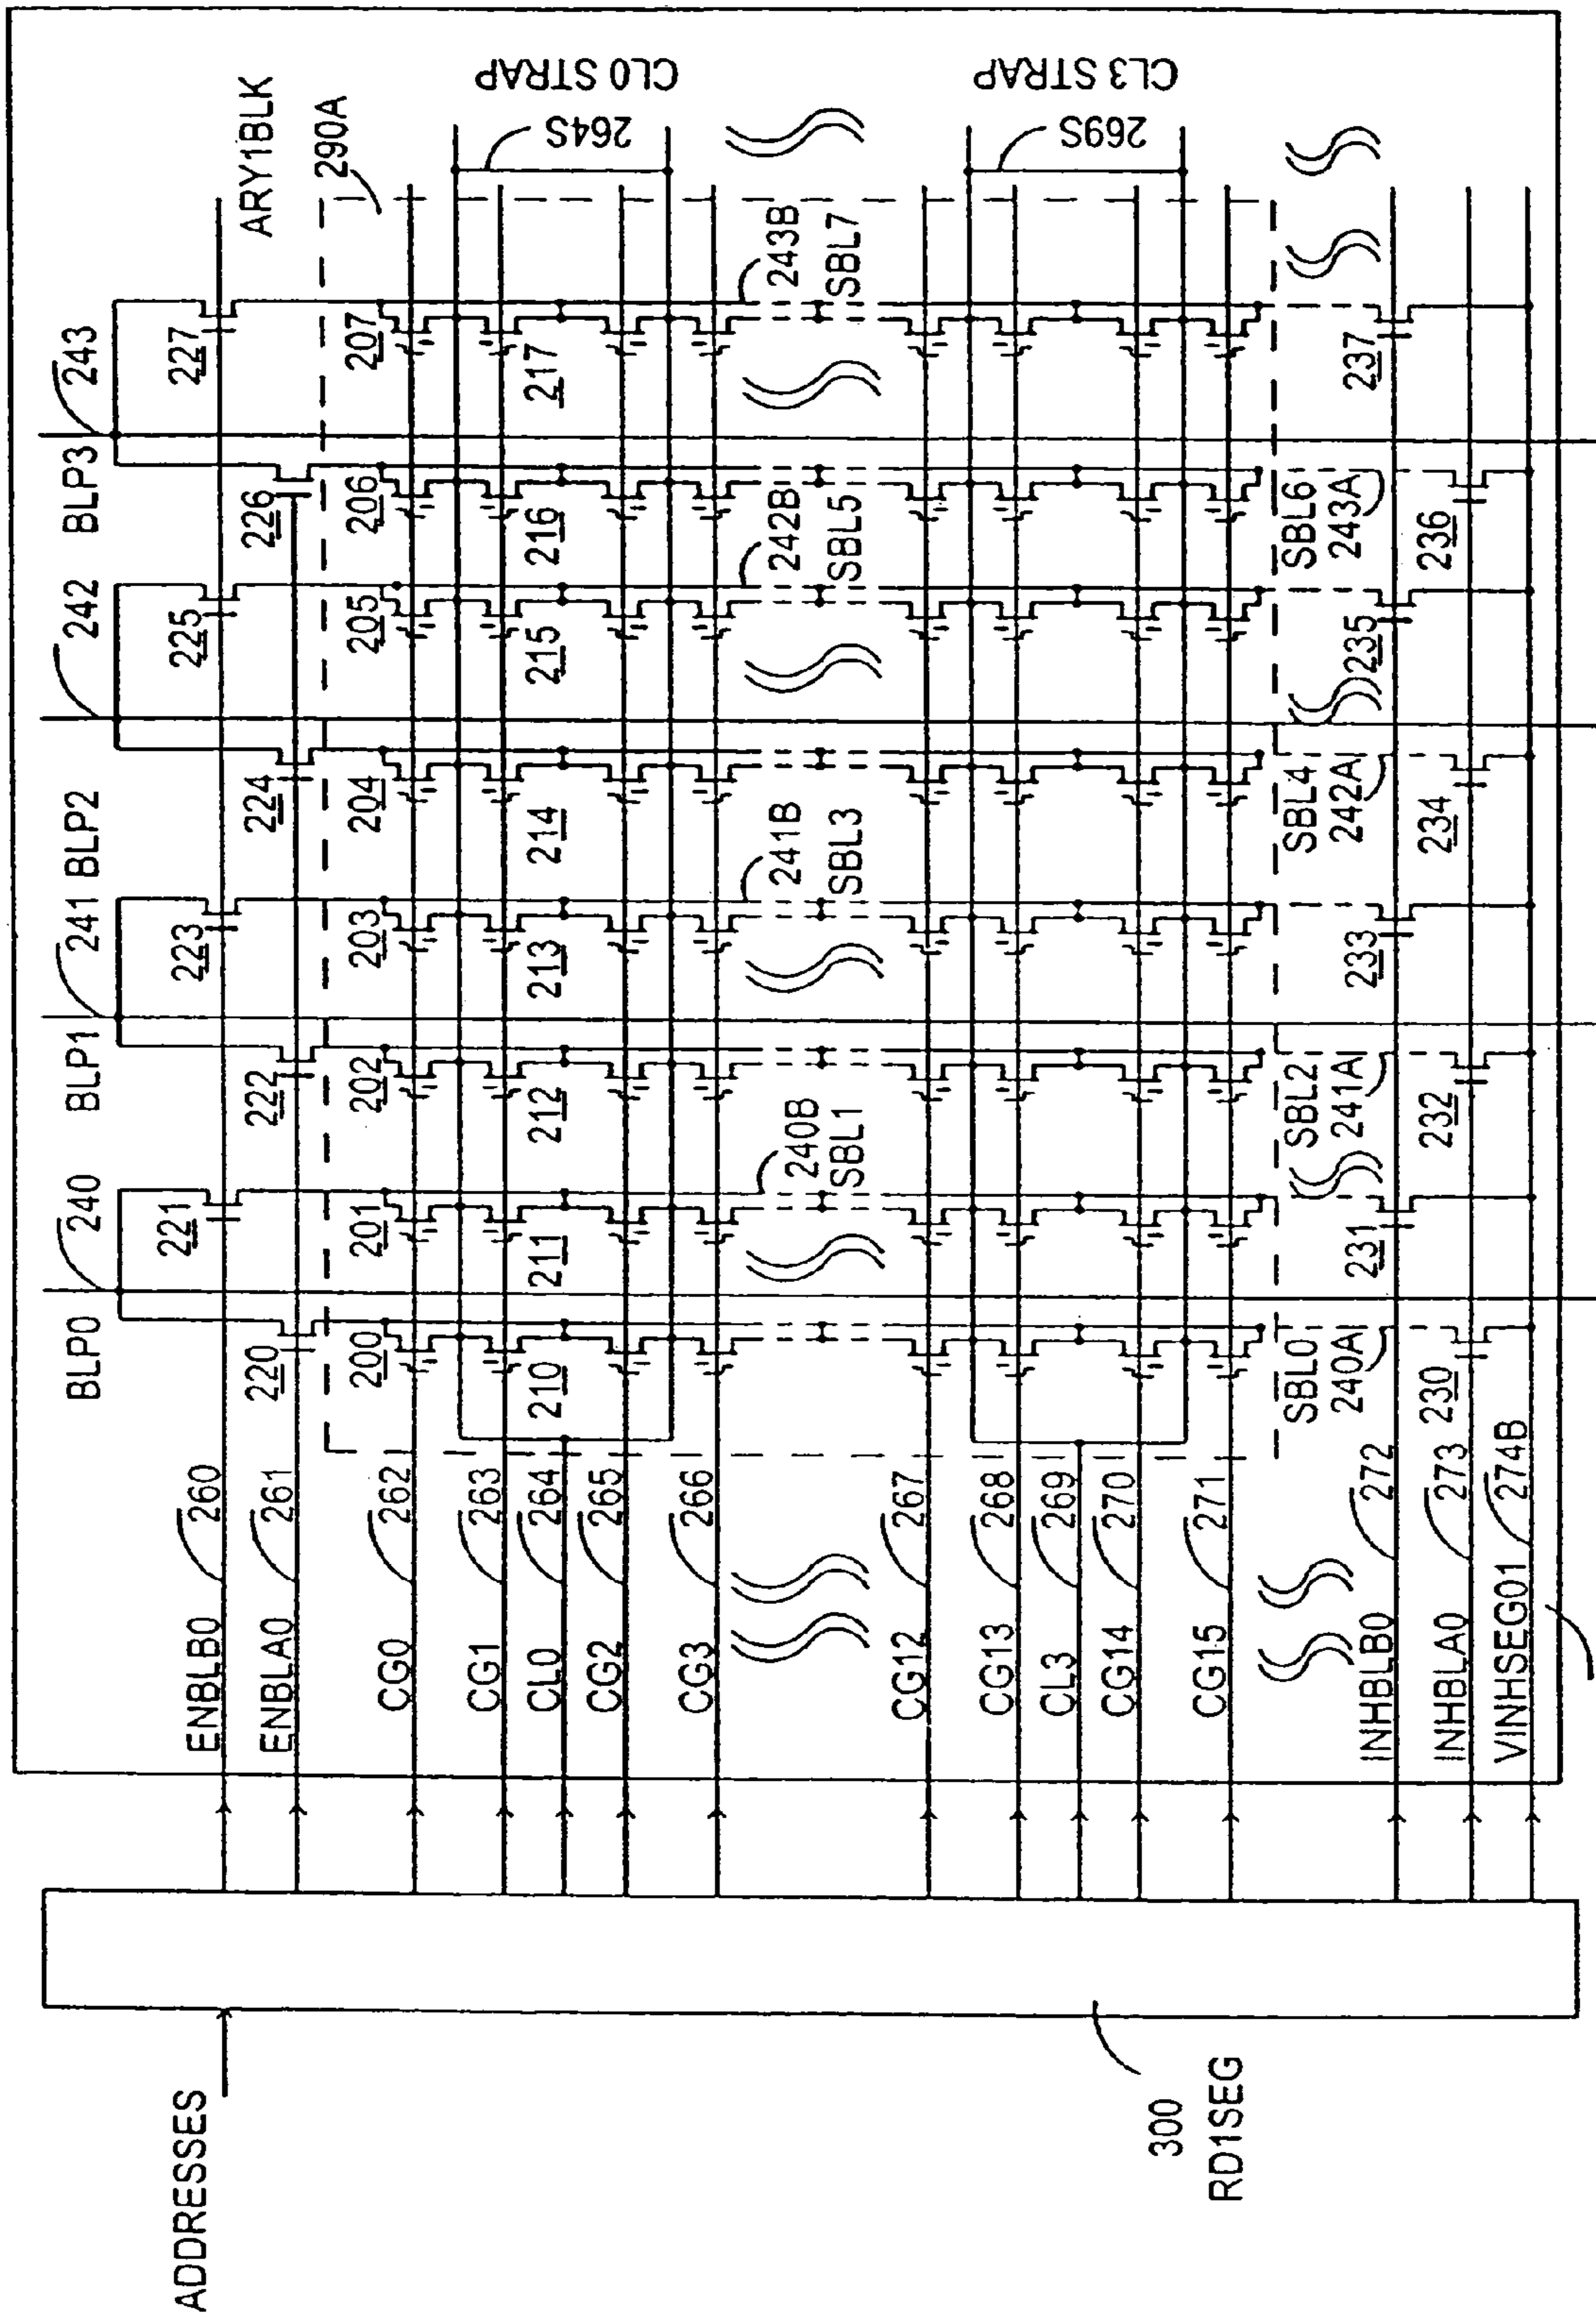 ADDRESSES
300
RD1SEG
ENBLB0 260
ENBLA0 261
CG0 262
CG1 263
CL0 264
CG2 265
CG3 266
CG12 267
CG13 268
CL3 269
CG14 270
CG15 271
INHBLB0 272
INHBLA0 273
VINHSEG01 274B
BLP0 240
BLP1 241
BLP2 242
BLP3 243
220 221 222 223 224 225 226 227
ARY1BLK
290A
200 201 202 203 204 205 206 207
210 211 212 213 214 215 216 217
CL0 STRAP
264S
240B
SBL1
241B
SBL3
242B
SBL5
243B
SBL7
CL3 STRAP
269S
SBL0
240A
SBL2
241A
SBL4
242A
SBL6
243A
231 233 235 237
230 232 234 236